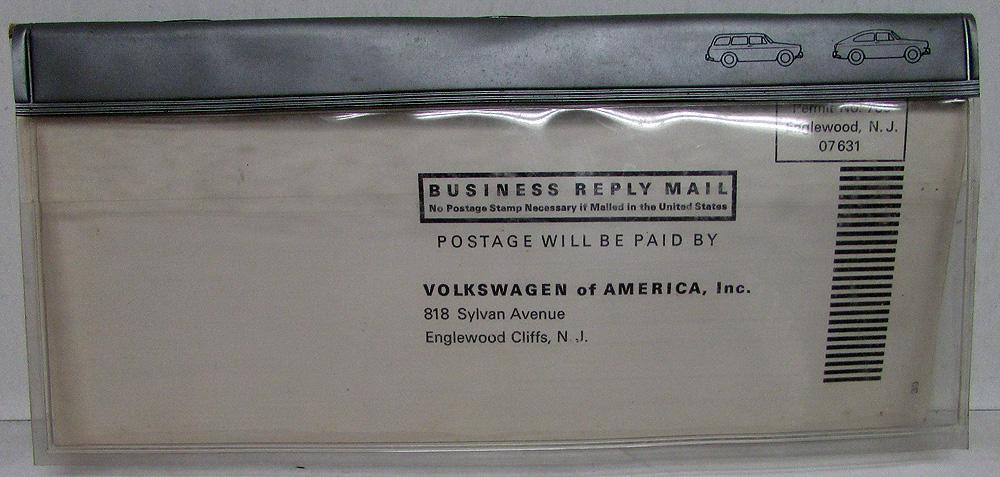 Permit No.
Englewood, N. J.
07631
BUSINESS REPLY MAIL
No Postage Stamp Necessary if Mailed in the United States
POSTAGE WILL BE PAID BY
VOLKSWAGEN of AMERICA, Inc.
818 Sylvan Avenue
Englewood Cliffs, N. J.